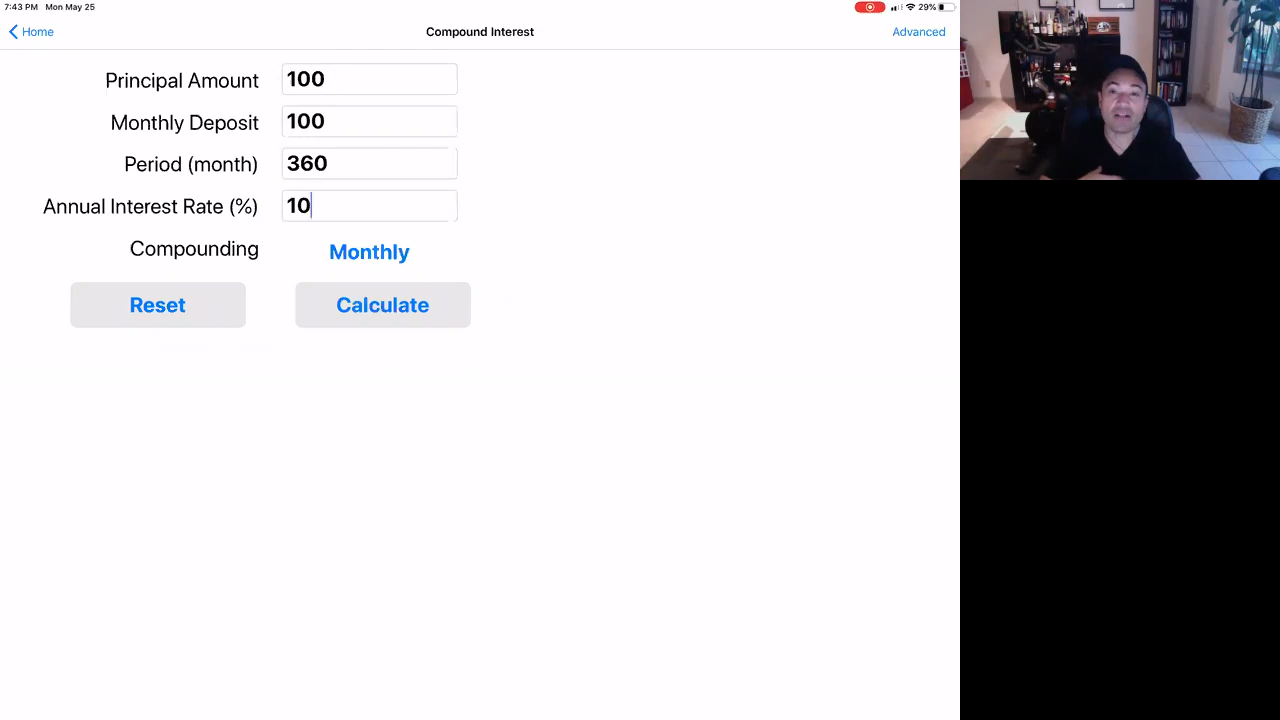 7:43 PM Mon May 25
29%
Home
Compound Interest
Advanced
Principal Amount 100
Monthly Deposit 100
Period (month) 360
Annual Interest Rate (%) 10
Compounding Monthly
Reset Calculate